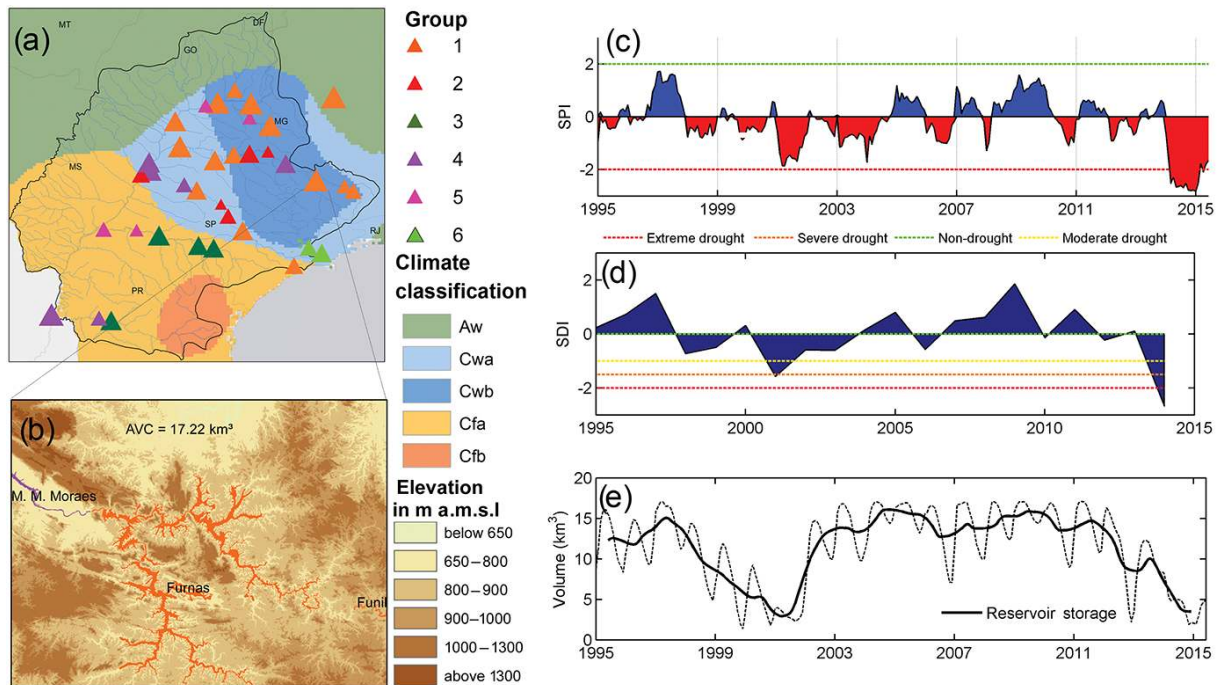 (a)
MT
DF
GO
MG
MS
SP
RJ
PR
Group
1
2
3
4
5
6
Climate
classification
Aw
Cwa
Cwb
Cfa
Cfb
(b)
AVC = 17.22 km³
M. M. Moraes
Furnas
Funil
Elevation
in m a.m.s.l
below 650
650–800
800–900
900–1000
1000–1300
above 1300
(c)
SPI
2
0
-2
1995 1999 2003 2007 2011 2015
Extreme drought Severe drought Non-drought Moderate drought
(d)
SDI
2
0
-2
1995 2000 2005 2010 2015
(e)
Volume (km³)
20
15
10
5
0
Reservoir storage
1995 1999 2003 2007 2011 2015